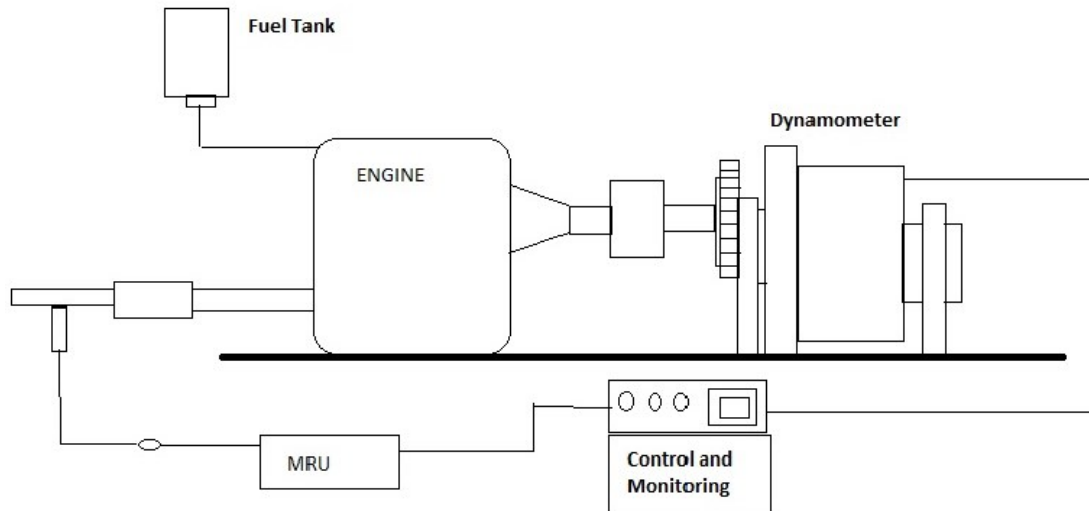 Fuel Tank
Dynamometer
ENGINE
MRU
Control and
Monitoring